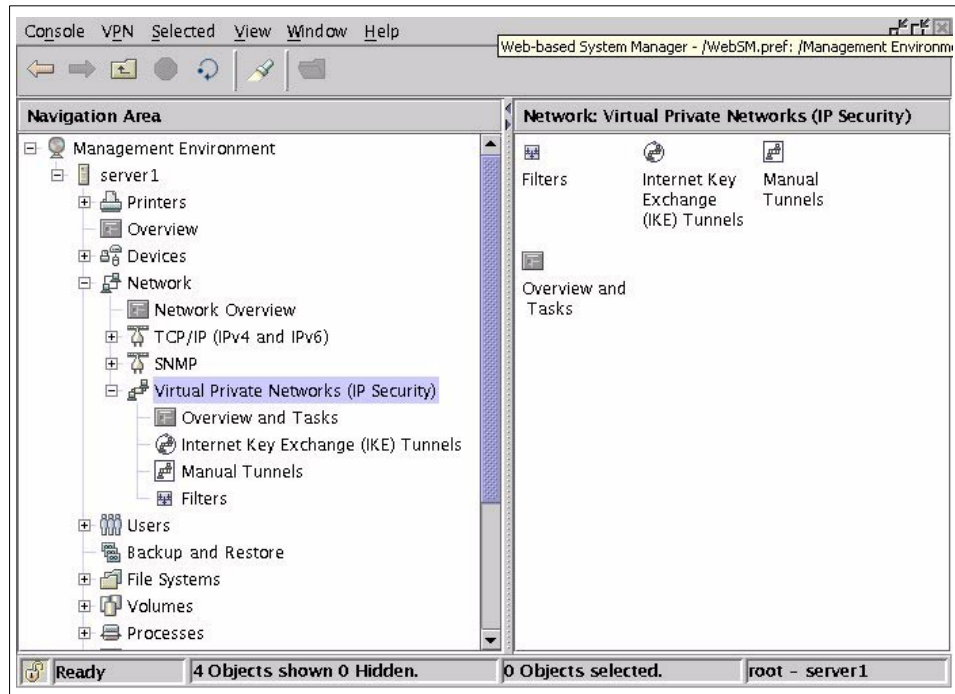 Console VPN Selected View Window Help
Web-based System Manager - /WebSM.pref: /Management Environme
Navigation Area
Management Environment
server1
Printers
Overview
Devices
Network
Network Overview
TCP/IP (IPv4 and IPv6)
SNMP
Virtual Private Networks (IP Security)
Overview and Tasks
Internet Key Exchange (IKE) Tunnels
Manual Tunnels
Filters
Users
Backup and Restore
File Systems
Volumes
Processes
Network: Virtual Private Networks (IP Security)
Filters
Internet Key
Exchange
(IKE) Tunnels
Manual
Tunnels
Overview and
Tasks
Ready
4 Objects shown 0 Hidden.
0 Objects selected.
root - server1